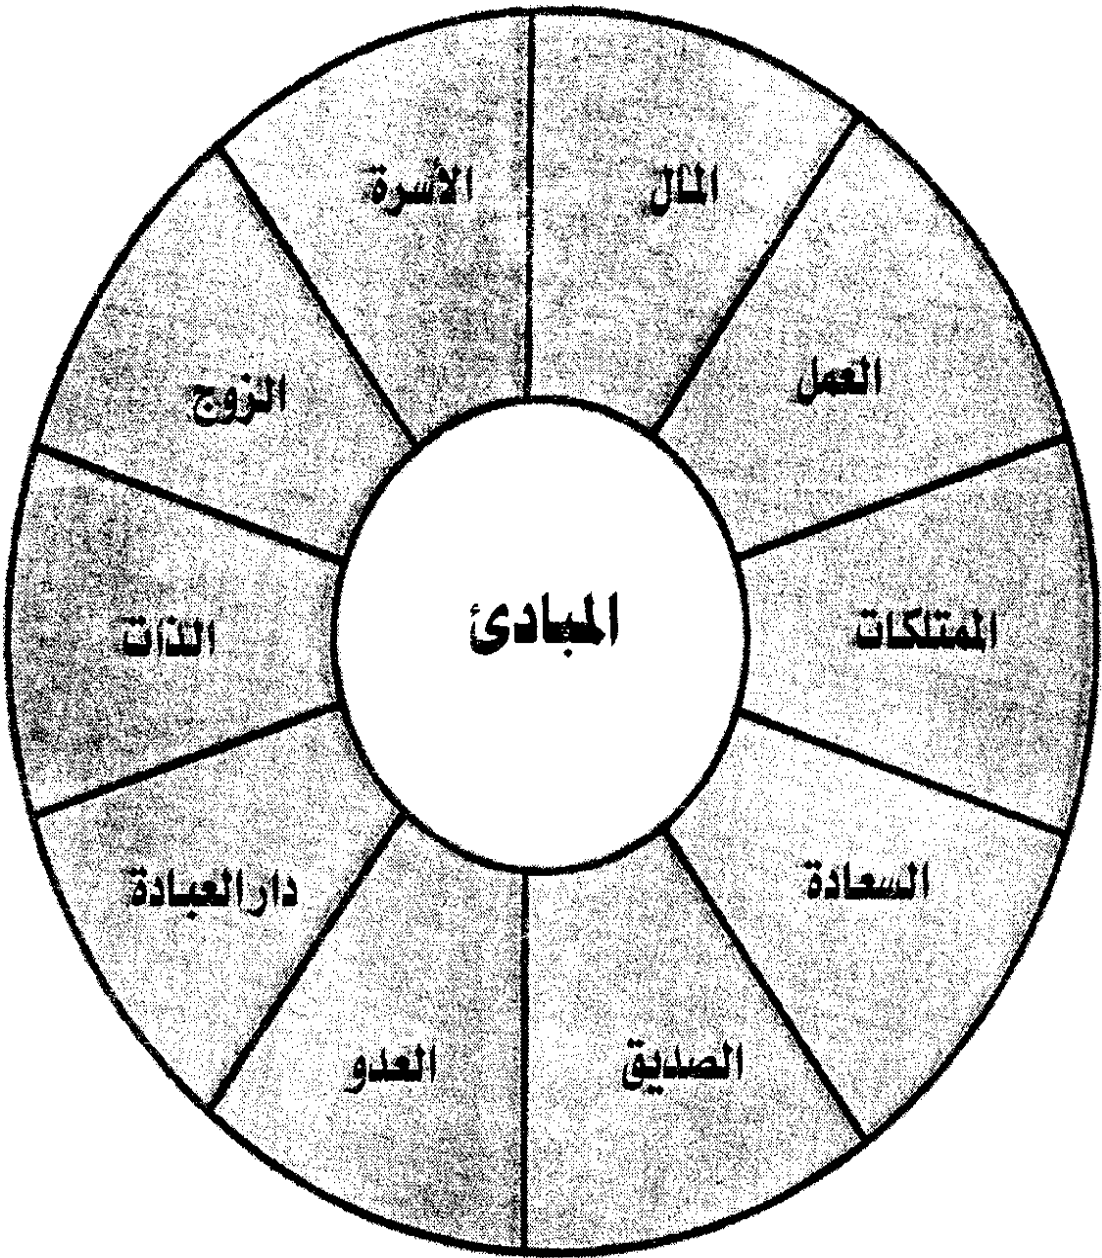 الأسرة
المال
العمل
الممتلكات
السعادة
الصديق
العدو
دار العبادة
الذات
الزوج
المبادئ